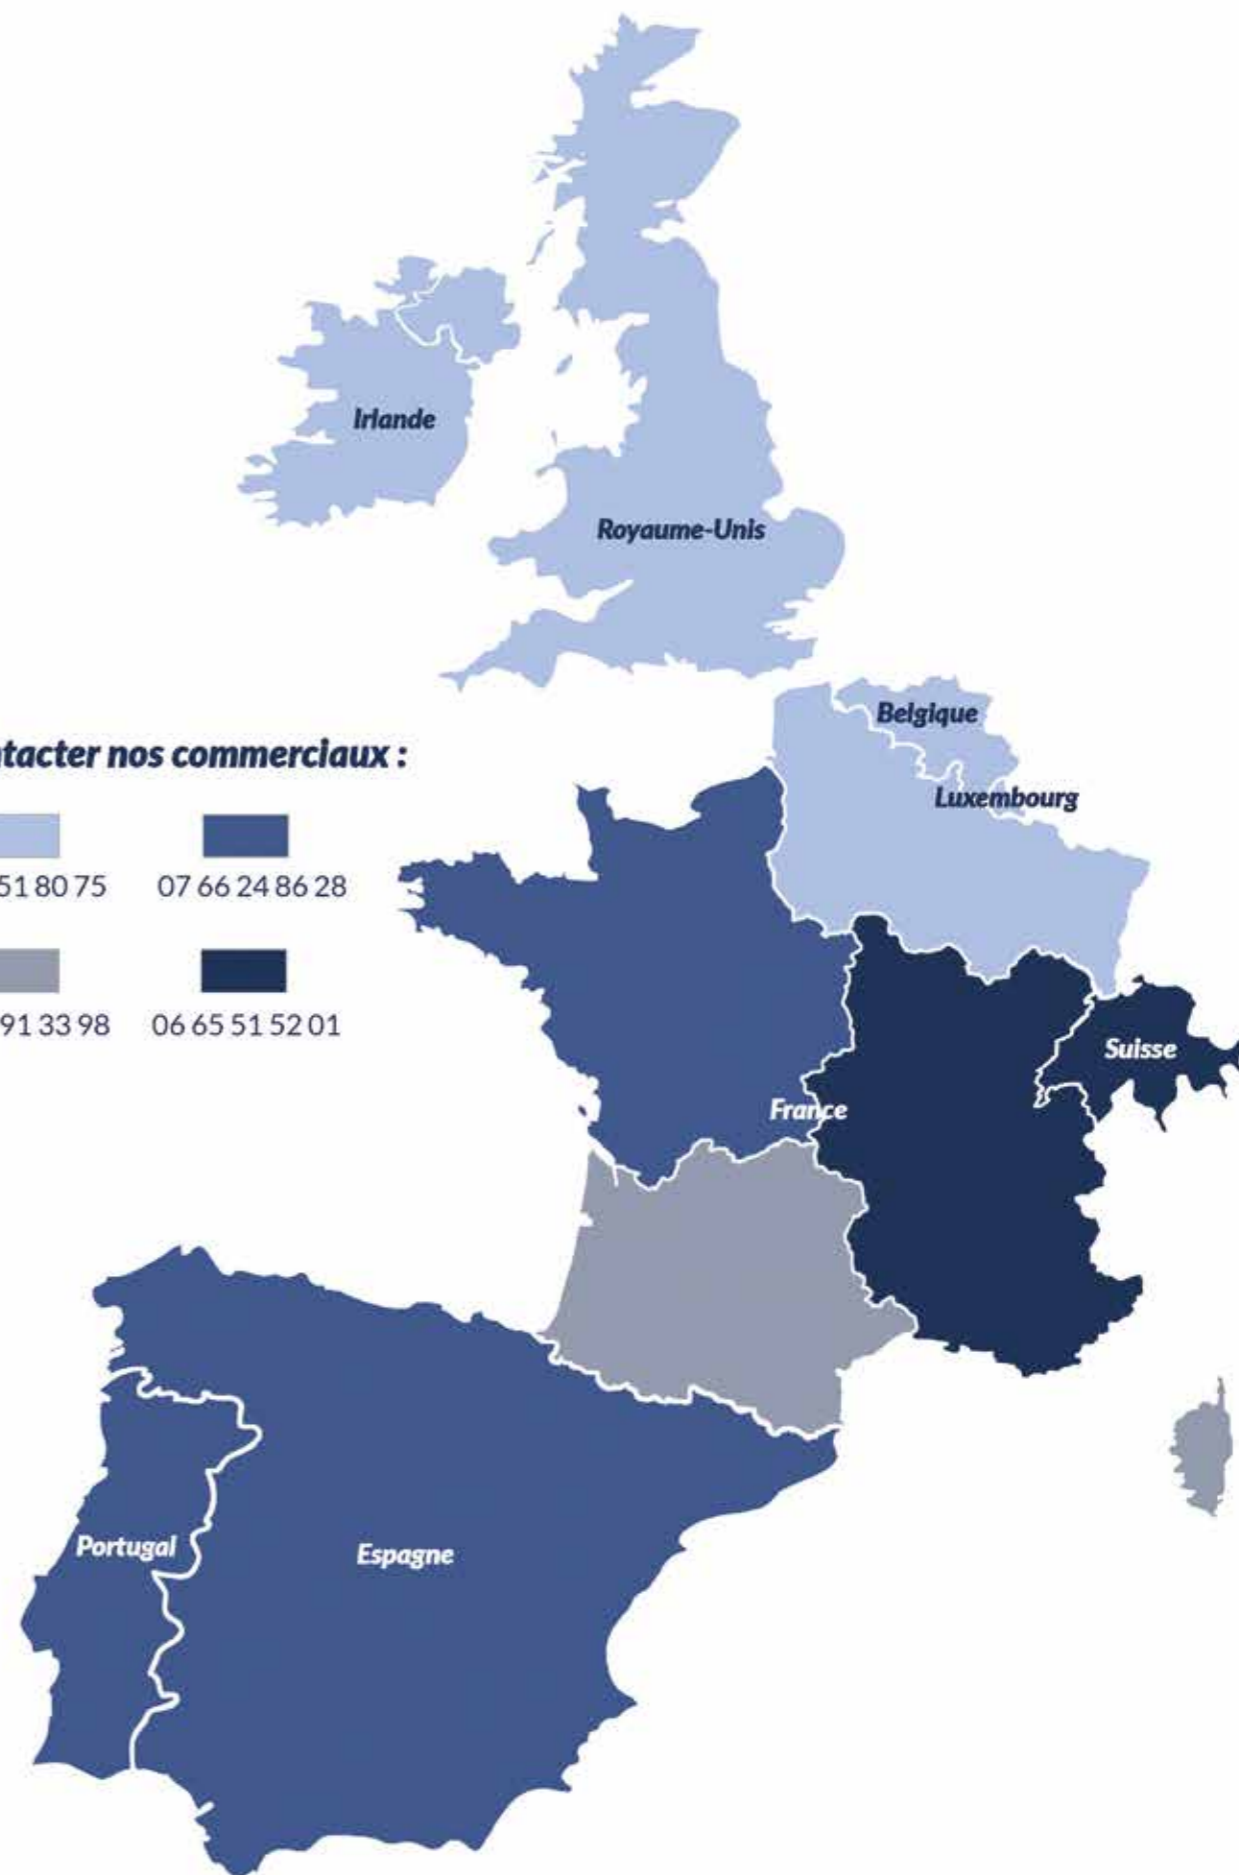 Irlande
Royaume-Unis
Belgique
ntacter nos commerciaux :
Luxembourg
51 80 75 07 66 24 86 28
91 33 98 06 65 51 52 01
Suisse
France
Portugal
Espagne